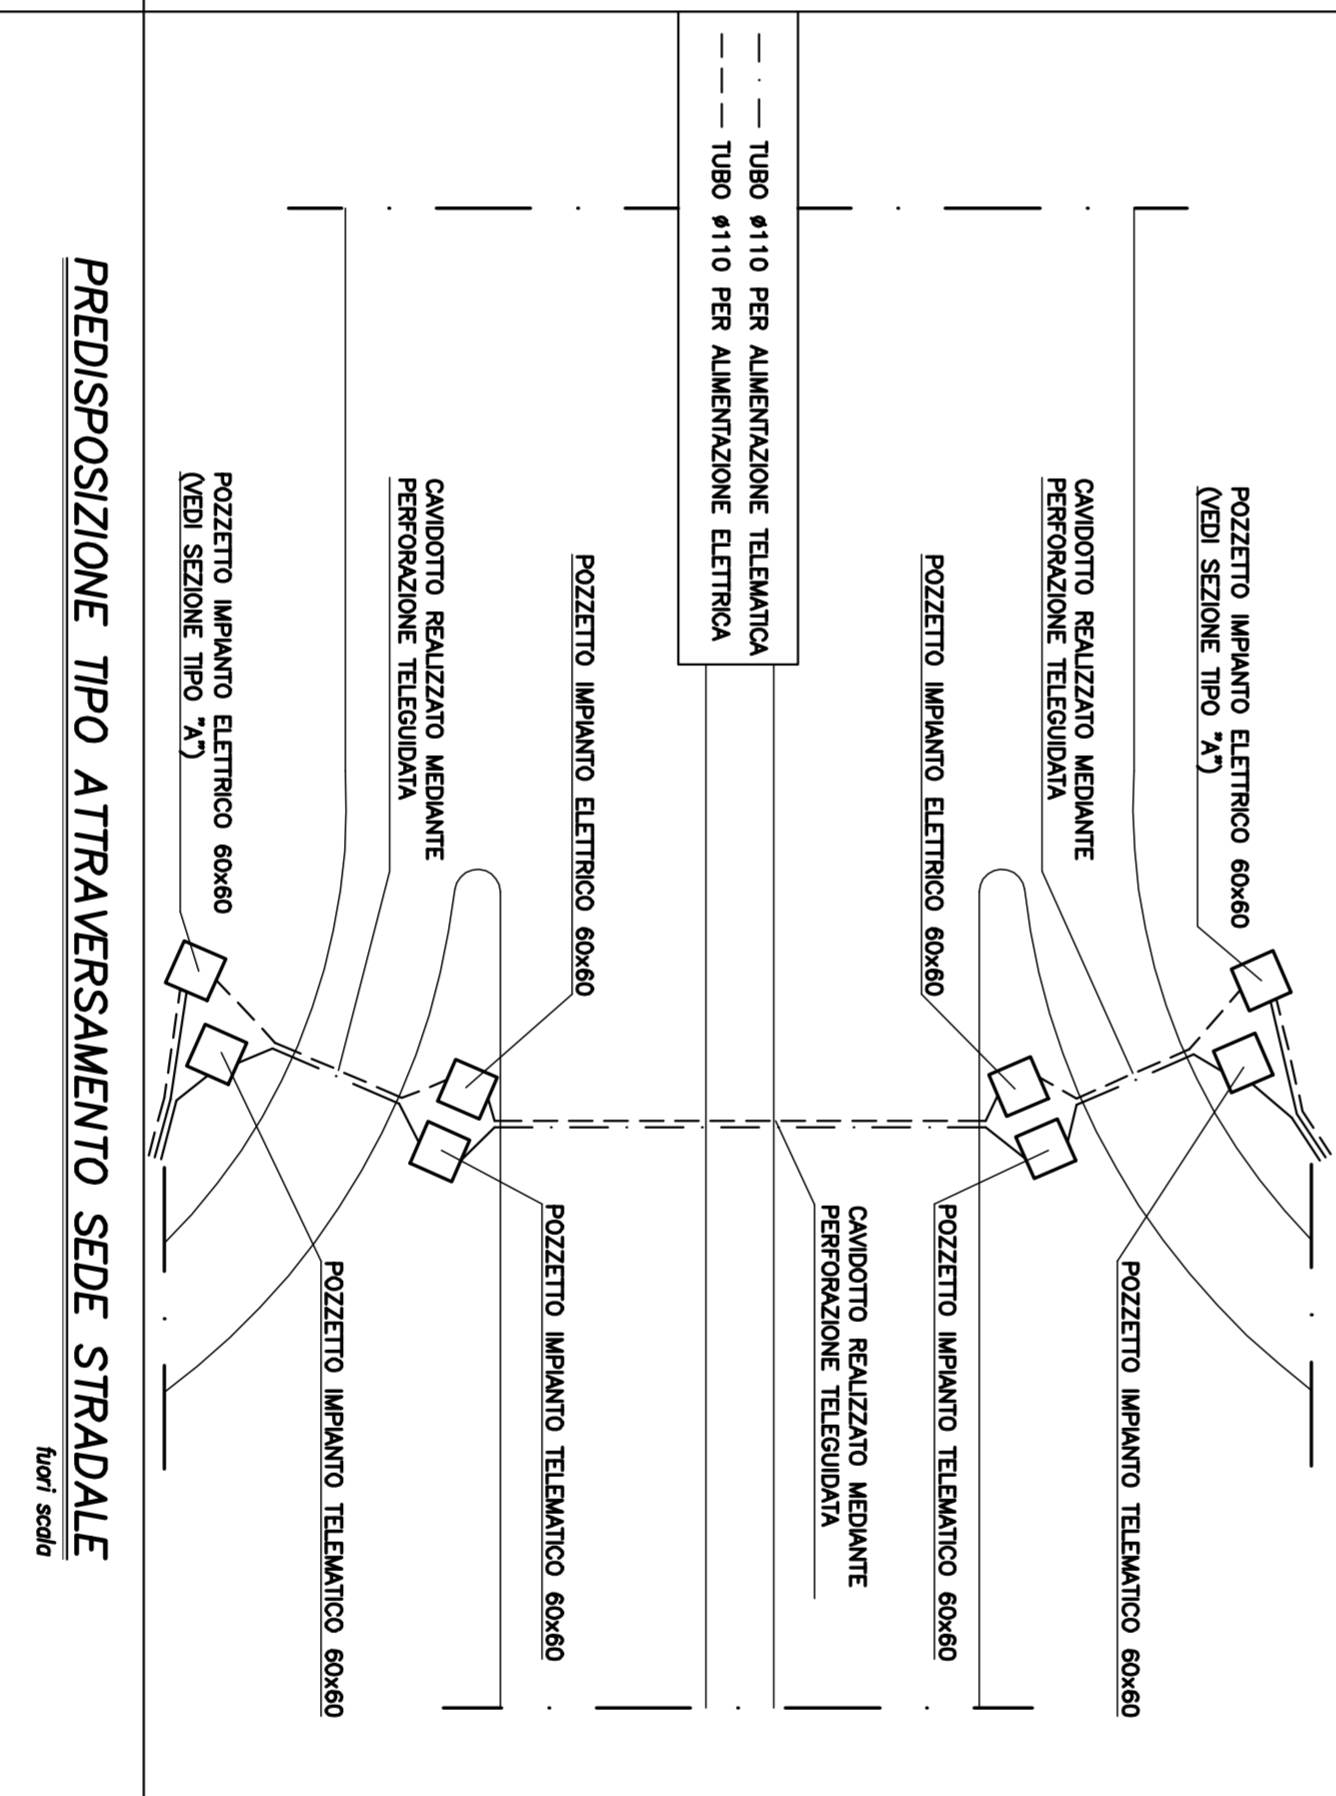 POZZETTO IMPIANTO ELETTRICO 60x60
(VEDI SEZIONE TIPO "A")
CAVIDOTTO REALIZZATO MEDIANTE
PERFORAZIONE TELEGUIDATA
POZZETTO IMPIANTO TELEMATICO 60x60
POZZETTO IMPIANTO ELETTRICO 60x60
POZZETTO IMPIANTO TELEMATICO 60x60
CAVIDOTTO REALIZZATO MEDIANTE
PERFORAZIONE TELEGUIDATA
TUBO ø110 PER ALIMENTAZIONE TELEMATICA
TUBO ø110 PER ALIMENTAZIONE ELETTRICA
POZZETTO IMPIANTO ELETTRICO 60x60
POZZETTO IMPIANTO TELEMATICO 60x60
CAVIDOTTO REALIZZATO MEDIANTE
PERFORAZIONE TELEGUIDATA
POZZETTO IMPIANTO TELEMATICO 60x60
POZZETTO IMPIANTO ELETTRICO 60x60
(VEDI SEZIONE TIPO "A")
PREDISPOSIZIONE TIPO ATTRAVERSAMENTO SEDE STRADALE
fuori scala